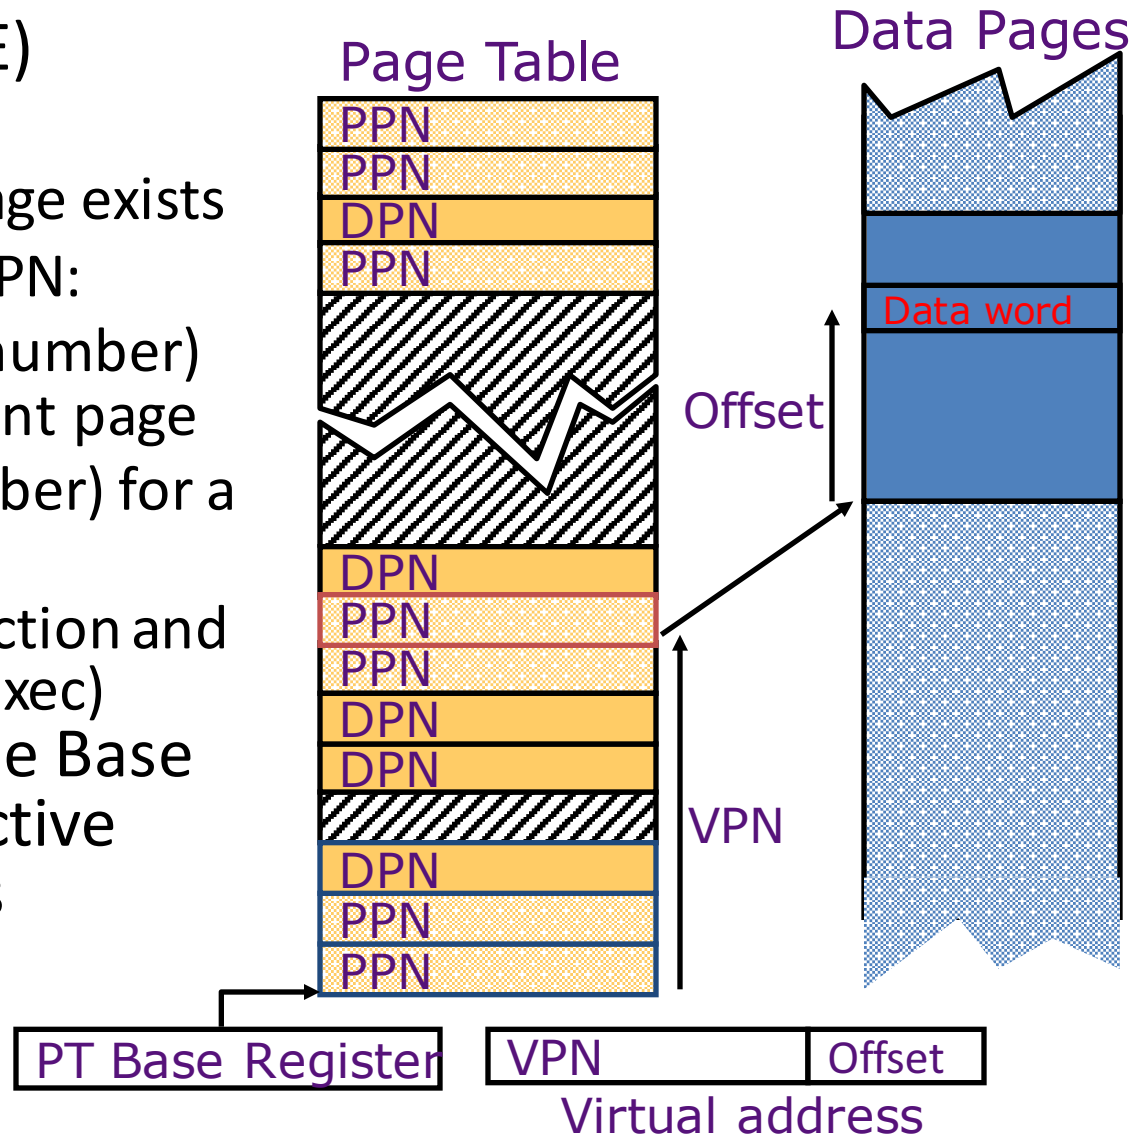 E)
age exists
PN:
number)
nt page
ber) for a
ction and
xec)
e Base
ctive
s
Page Table
PPN
PPN
DPN
PPN
DPN
PPN
PPN
DPN
DPN
DPN
PPN
PPN
VPN
Offset
Data Pages
Data word
PT Base Register
VPN
Offset
Virtual address